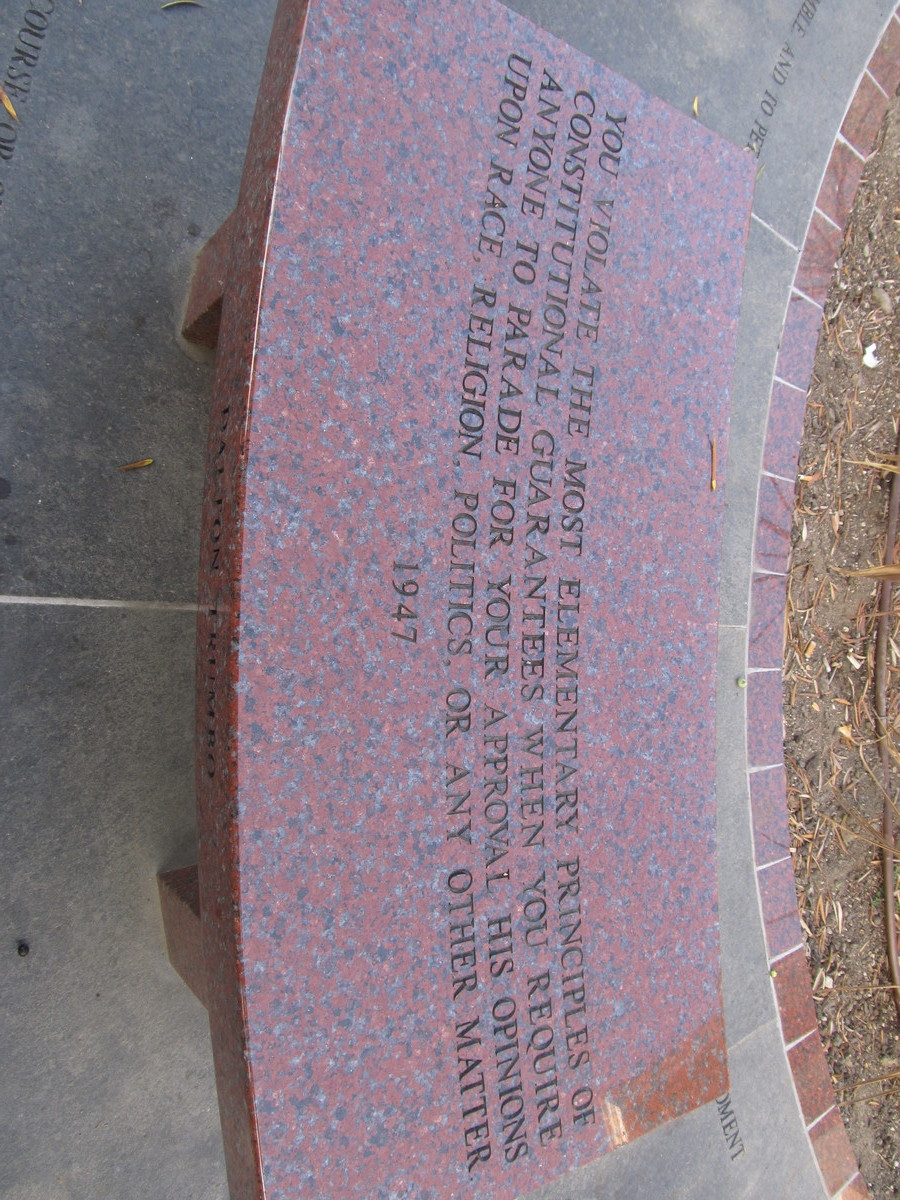 YOU VIOLATE THE MOST ELEMENTARY PRINCIPLES OF
CONSTITUTIONAL GUARANTEES WHEN YOU REQUIRE
ANYONE TO PARADE FOR YOUR APPROVAL HIS OPINIONS
UPON RACE, RELIGION, POLITICS, OR ANY OTHER MATTER.
1947
DALTON TRUMBO